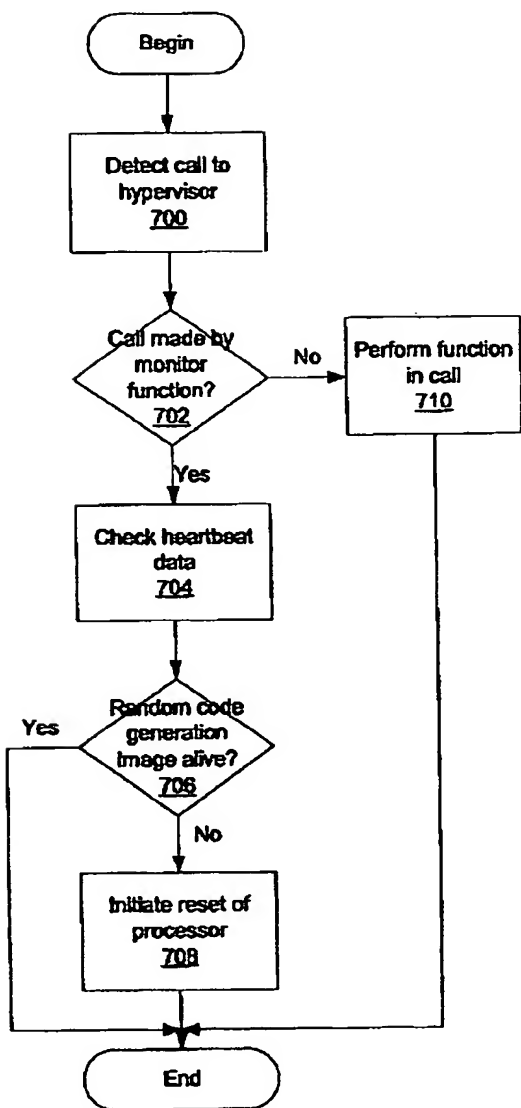 Begin
Detect call to
hypervisor
700
Call made by
monitor
function?
702
No
Perform function
in call
710
Yes
Check heartbeat
data
704
Yes
Random code
generation
image alive?
706
No
Initiate reset of
processor
708
End